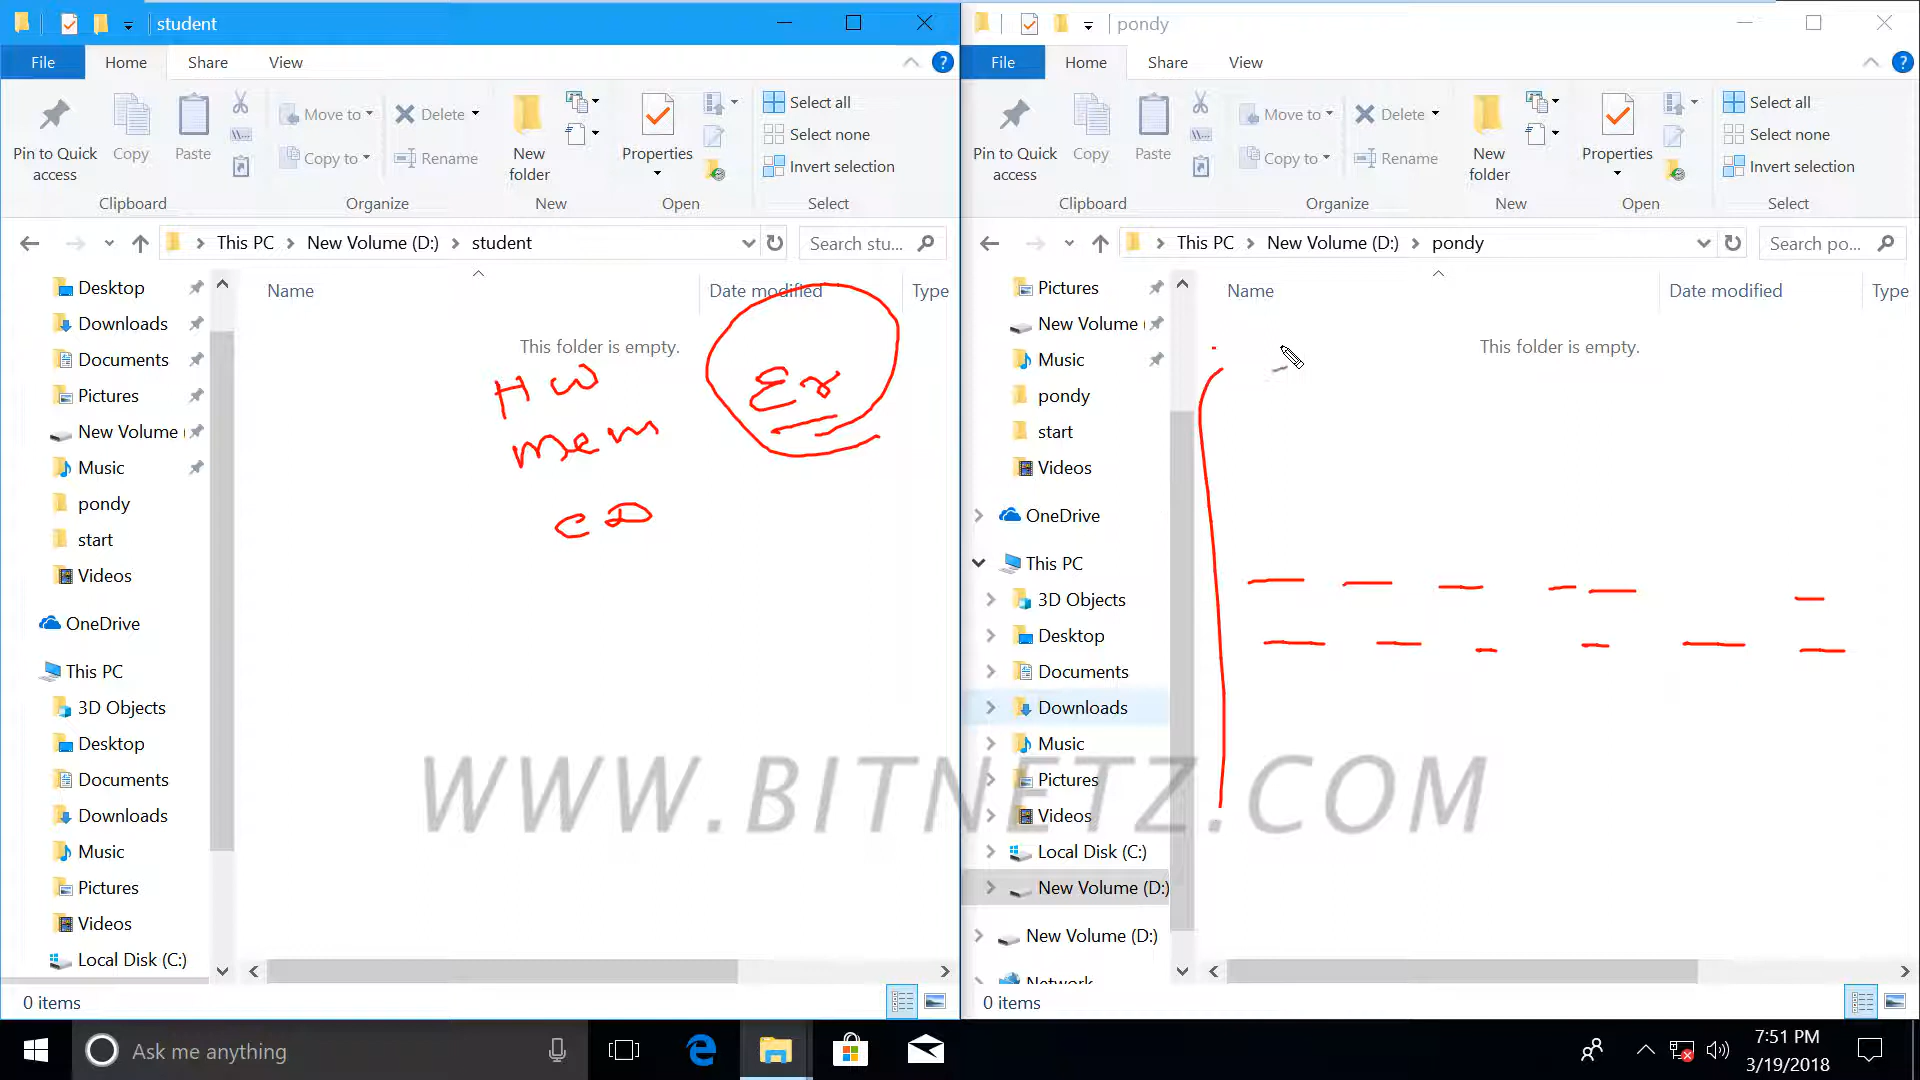 student
File Home Share View
Pin to Quick access Copy Paste
Move to Delete
Copy to Rename
New folder
Properties
Select all
Select none
Invert selection
Clipboard Organize New Open Select
This PC New Volume (D:) student
Search stu...
Name Date modified Type
This folder is empty.
Desktop
Downloads
Documents
Pictures
New Volume (
Music
pondy
start
Videos
OneDrive
This PC
3D Objects
Desktop
Documents
Downloads
Music
Pictures
Videos
Local Disk (C:)
0 items
H W
mem
CD
pondy
File Home Share View
Pin to Quick access Copy Paste
Move to Delete
Copy to Rename
New folder
Properties
Select all
Select none
Invert selection
Clipboard Organize New Open Select
This PC New Volume (D:) pondy
Search po...
Name Date modified Type
This folder is empty.
Pictures
New Volume (
Music
pondy
start
Videos
OneDrive
This PC
3D Objects
Desktop
Documents
Downloads
Music
Pictures
Videos
Local Disk (C:)
New Volume (D:)
New Volume (D:)
Network
0 items
WWW.BITNETZ.COM
Ask me anything
7:51 PM
3/19/2018